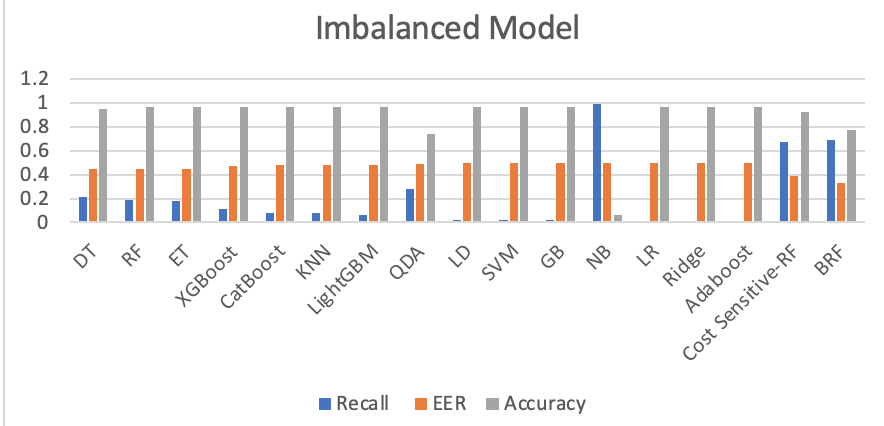 Imbalanced Model
1.2
1
0.8
0.6
0.4
0.2
0
DT
RF
ET
XGBoost
CatBoost
KNN
LightGBM
QDA
LD
SVM
GB
NB
LR
Ridge
Adaboost
Cost Sensitive-RF
BRF
Recall EER Accuracy